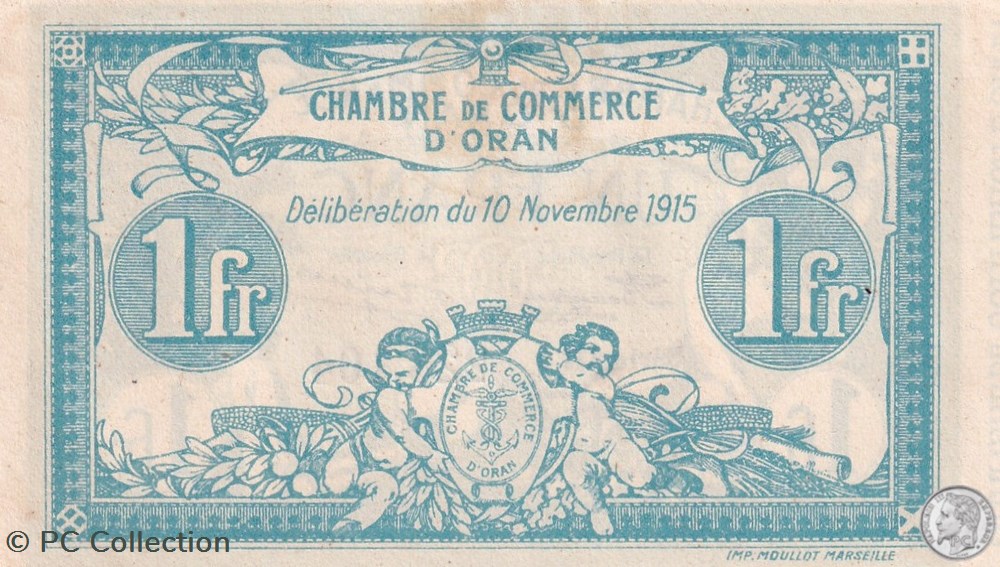 CHAMBRE DE COMMERCE
D'ORAN
Délibération du 10 Novembre 1915
1 fr
1 fr
CHAMBRE DE COMMERCE
D'ORAN
IMP. MOULLOT MARSEILLE
© PC Collection
PC